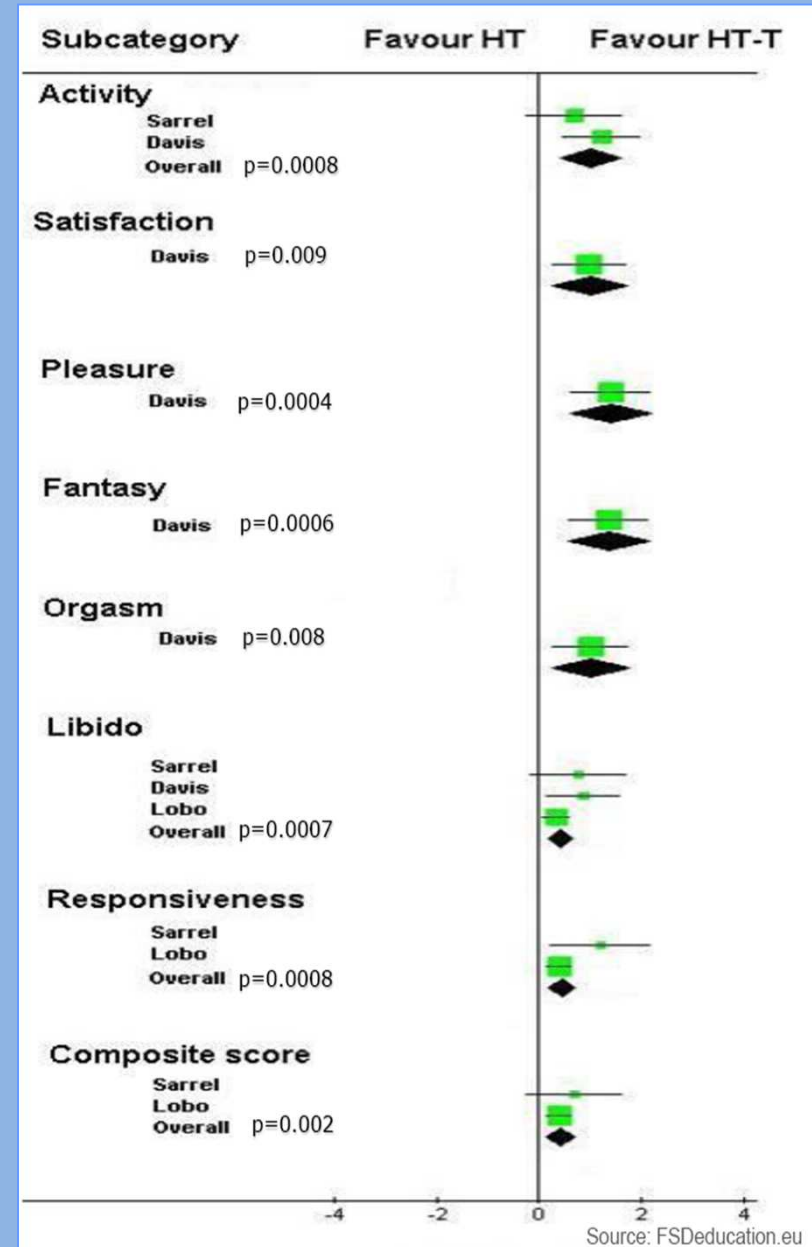 Subcategory Favour HT Favour HT-T
Activity
Sarrel
Davis
Overall p=0.0008
Satisfaction
Davis p=0.009
Pleasure
Davis p=0.0004
Fantasy
Davis p=0.0006
Orgasm
Davis p=0.008
Libido
Sarrel
Davis
Lobo
Overall p=0.0007
Responsiveness
Sarrel
Lobo
Overall p=0.0008
Composite score
Sarrel
Lobo
Overall p=0.002
-4 -2 0 2 4
Source: FSDeducation.eu